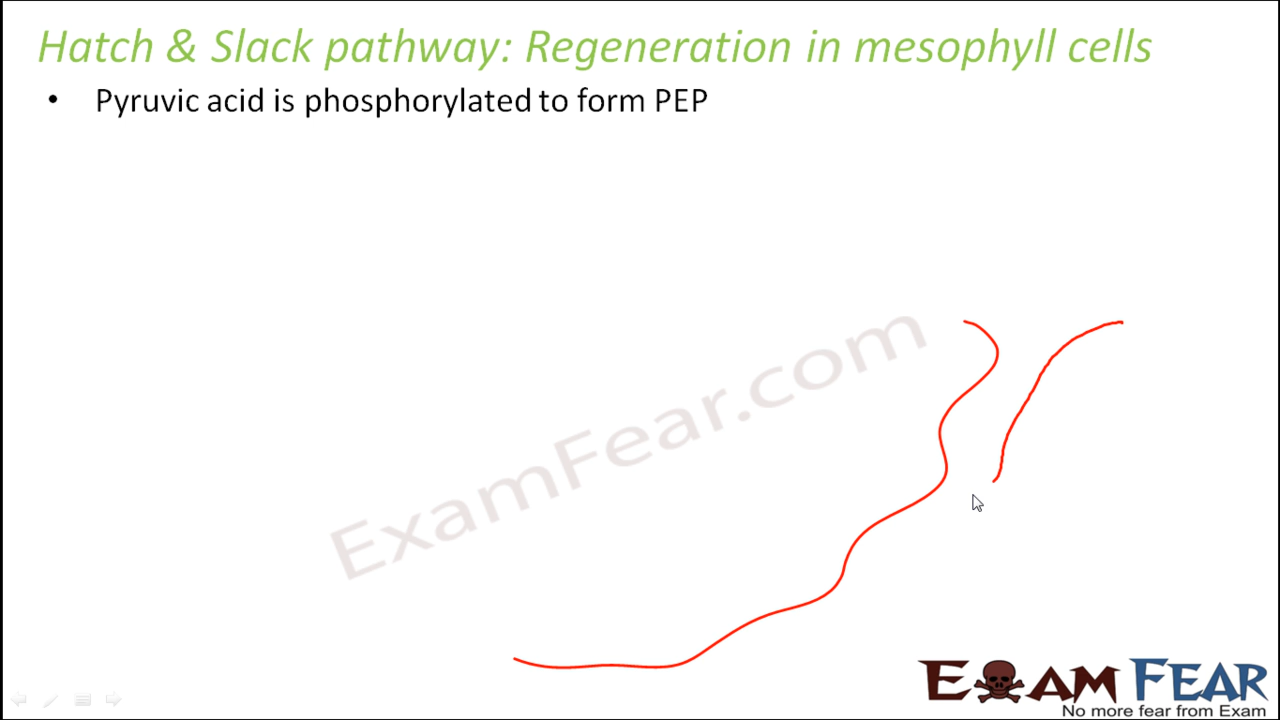 Hatch & Slack pathway: Regeneration in mesophyll cells
• Pyruvic acid is phosphorylated to form PEP
ExamFear.com
EXAM FEAR
No more fear from Exam